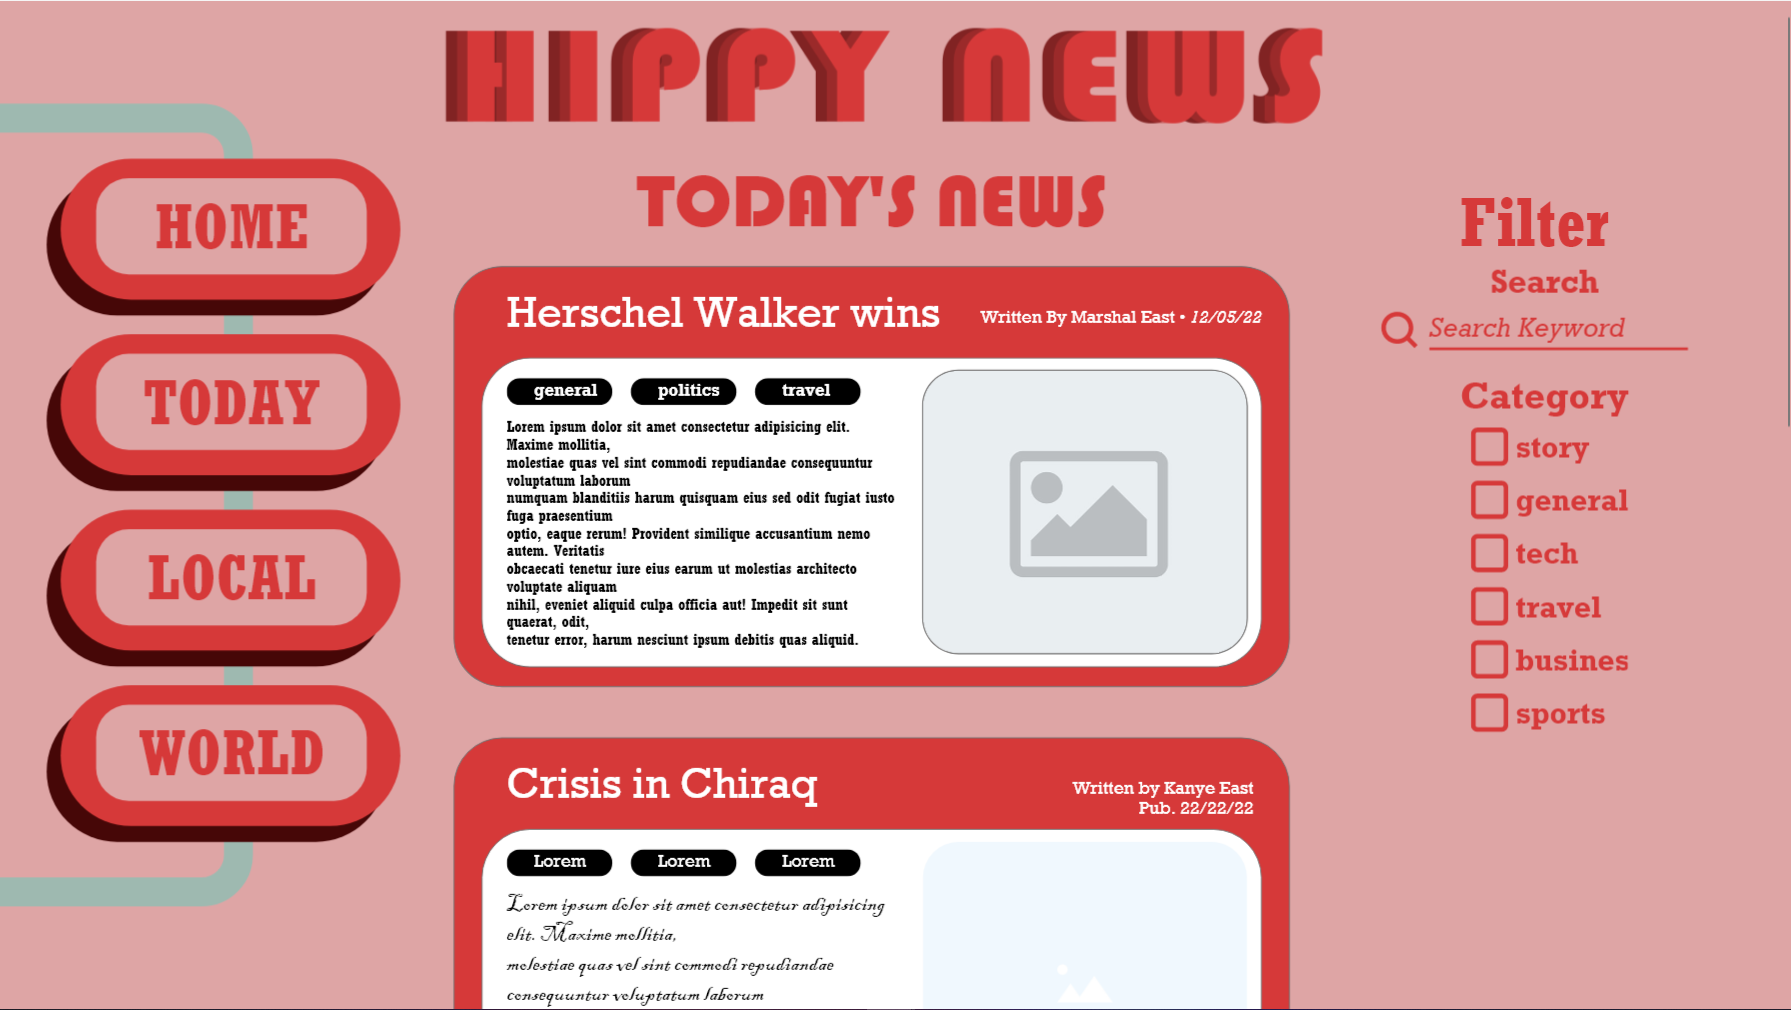 HIPPY NEWS
TODAY'S NEWS
HOME
TODAY
LOCAL
WORLD
Herschel Walker wins
Written By Marshal East • 12/05/22
general
politics
travel
Lorem ipsum dolor sit amet consectetur adipisicing elit.
Maxime mollitia,
molestiae quas vel sint commodi repudiandae consequuntur
voluptatum laborum
numquam blanditiis harum quisquam eius sed odit fugiat iusto
fuga praesentium
optio, eaque rerum! Provident similique accusantium nemo
autem. Veritatis
obcaecati tenetur iure eius earum ut molestias architecto
voluptate aliquam
nihil, eveniet aliquid culpa officia aut! Impedit sit sunt
quaerat, odit,
tenetur error, harum nesciunt ipsum debitis quas aliquid.
Crisis in Chiraq
Written by Kanye East
Pub. 22/22/22
Lorem
Lorem
Lorem
Lorem ipsum dolor sit amet consectetur adipisicing
elit. Maxime mollitia,
molestiae quas vel sint commodi repudiandae
consequuntur voluptatum laborum
Filter
Search
Search Keyword
Category
story
general
tech
travel
busines
sports